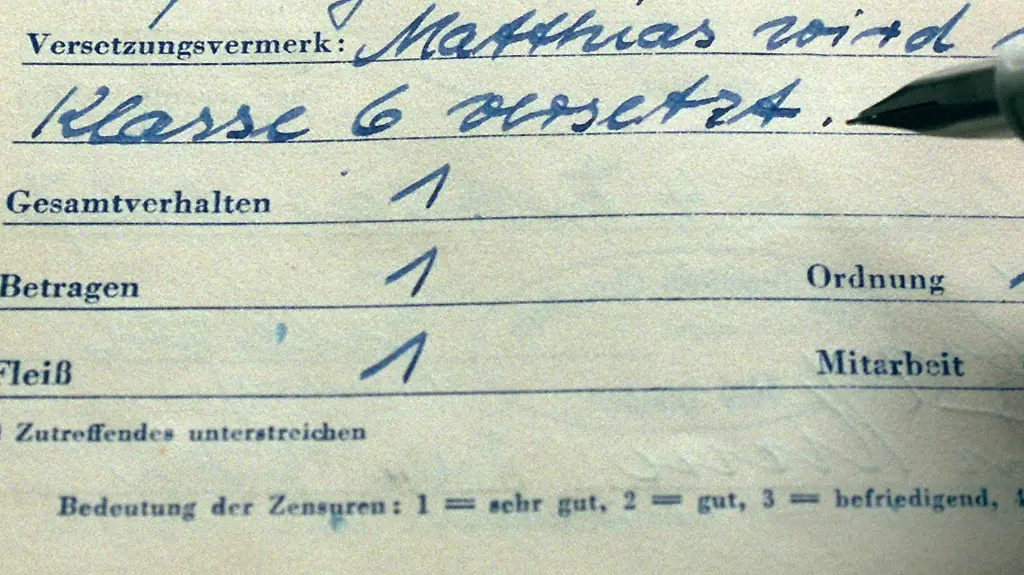 Versetzungsvermerk: Matthias wird
Klasse 6 versetzt.
Gesamtverhalten 1
Betragen 1 Ordnung
Fleiß 1 Mitarbeit
Zutreffendes unterstreichen
Bedeutung der Zensuren: 1 = sehr gut, 2 = gut, 3 = befriedigend, 4